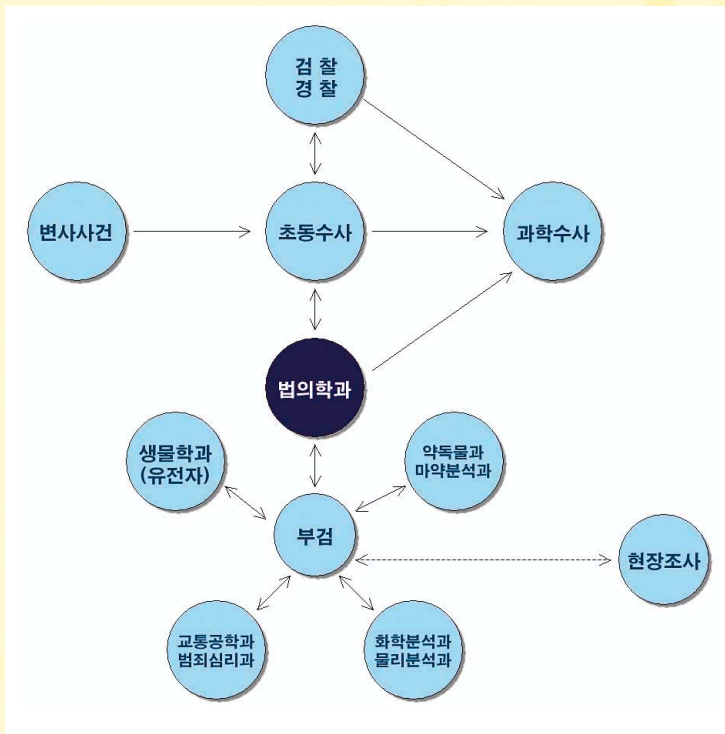 검 찰
경 찰
변사사건
초동수사
과학수사
법의학과
생물학과
(유전자)
약독물과
마약분석과
부검
현장조사
교통공학과
범죄심리과
화학분석과
물리분석과